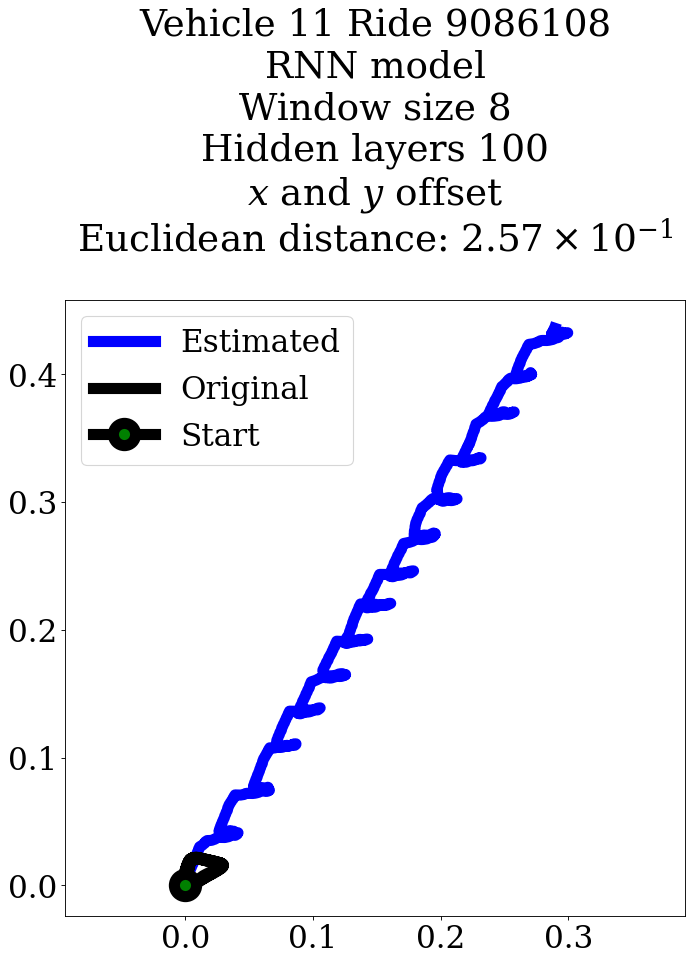 Vehicle 11 Ride 9086108
RNN model
Window size 8
Hidden layers 100
x and y offset
Euclidean distance: 2.57 × 10⁻¹
Estimated
Original
Start
0.4
0.3
0.2
0.1
0.0
0.0 0.1 0.2 0.3